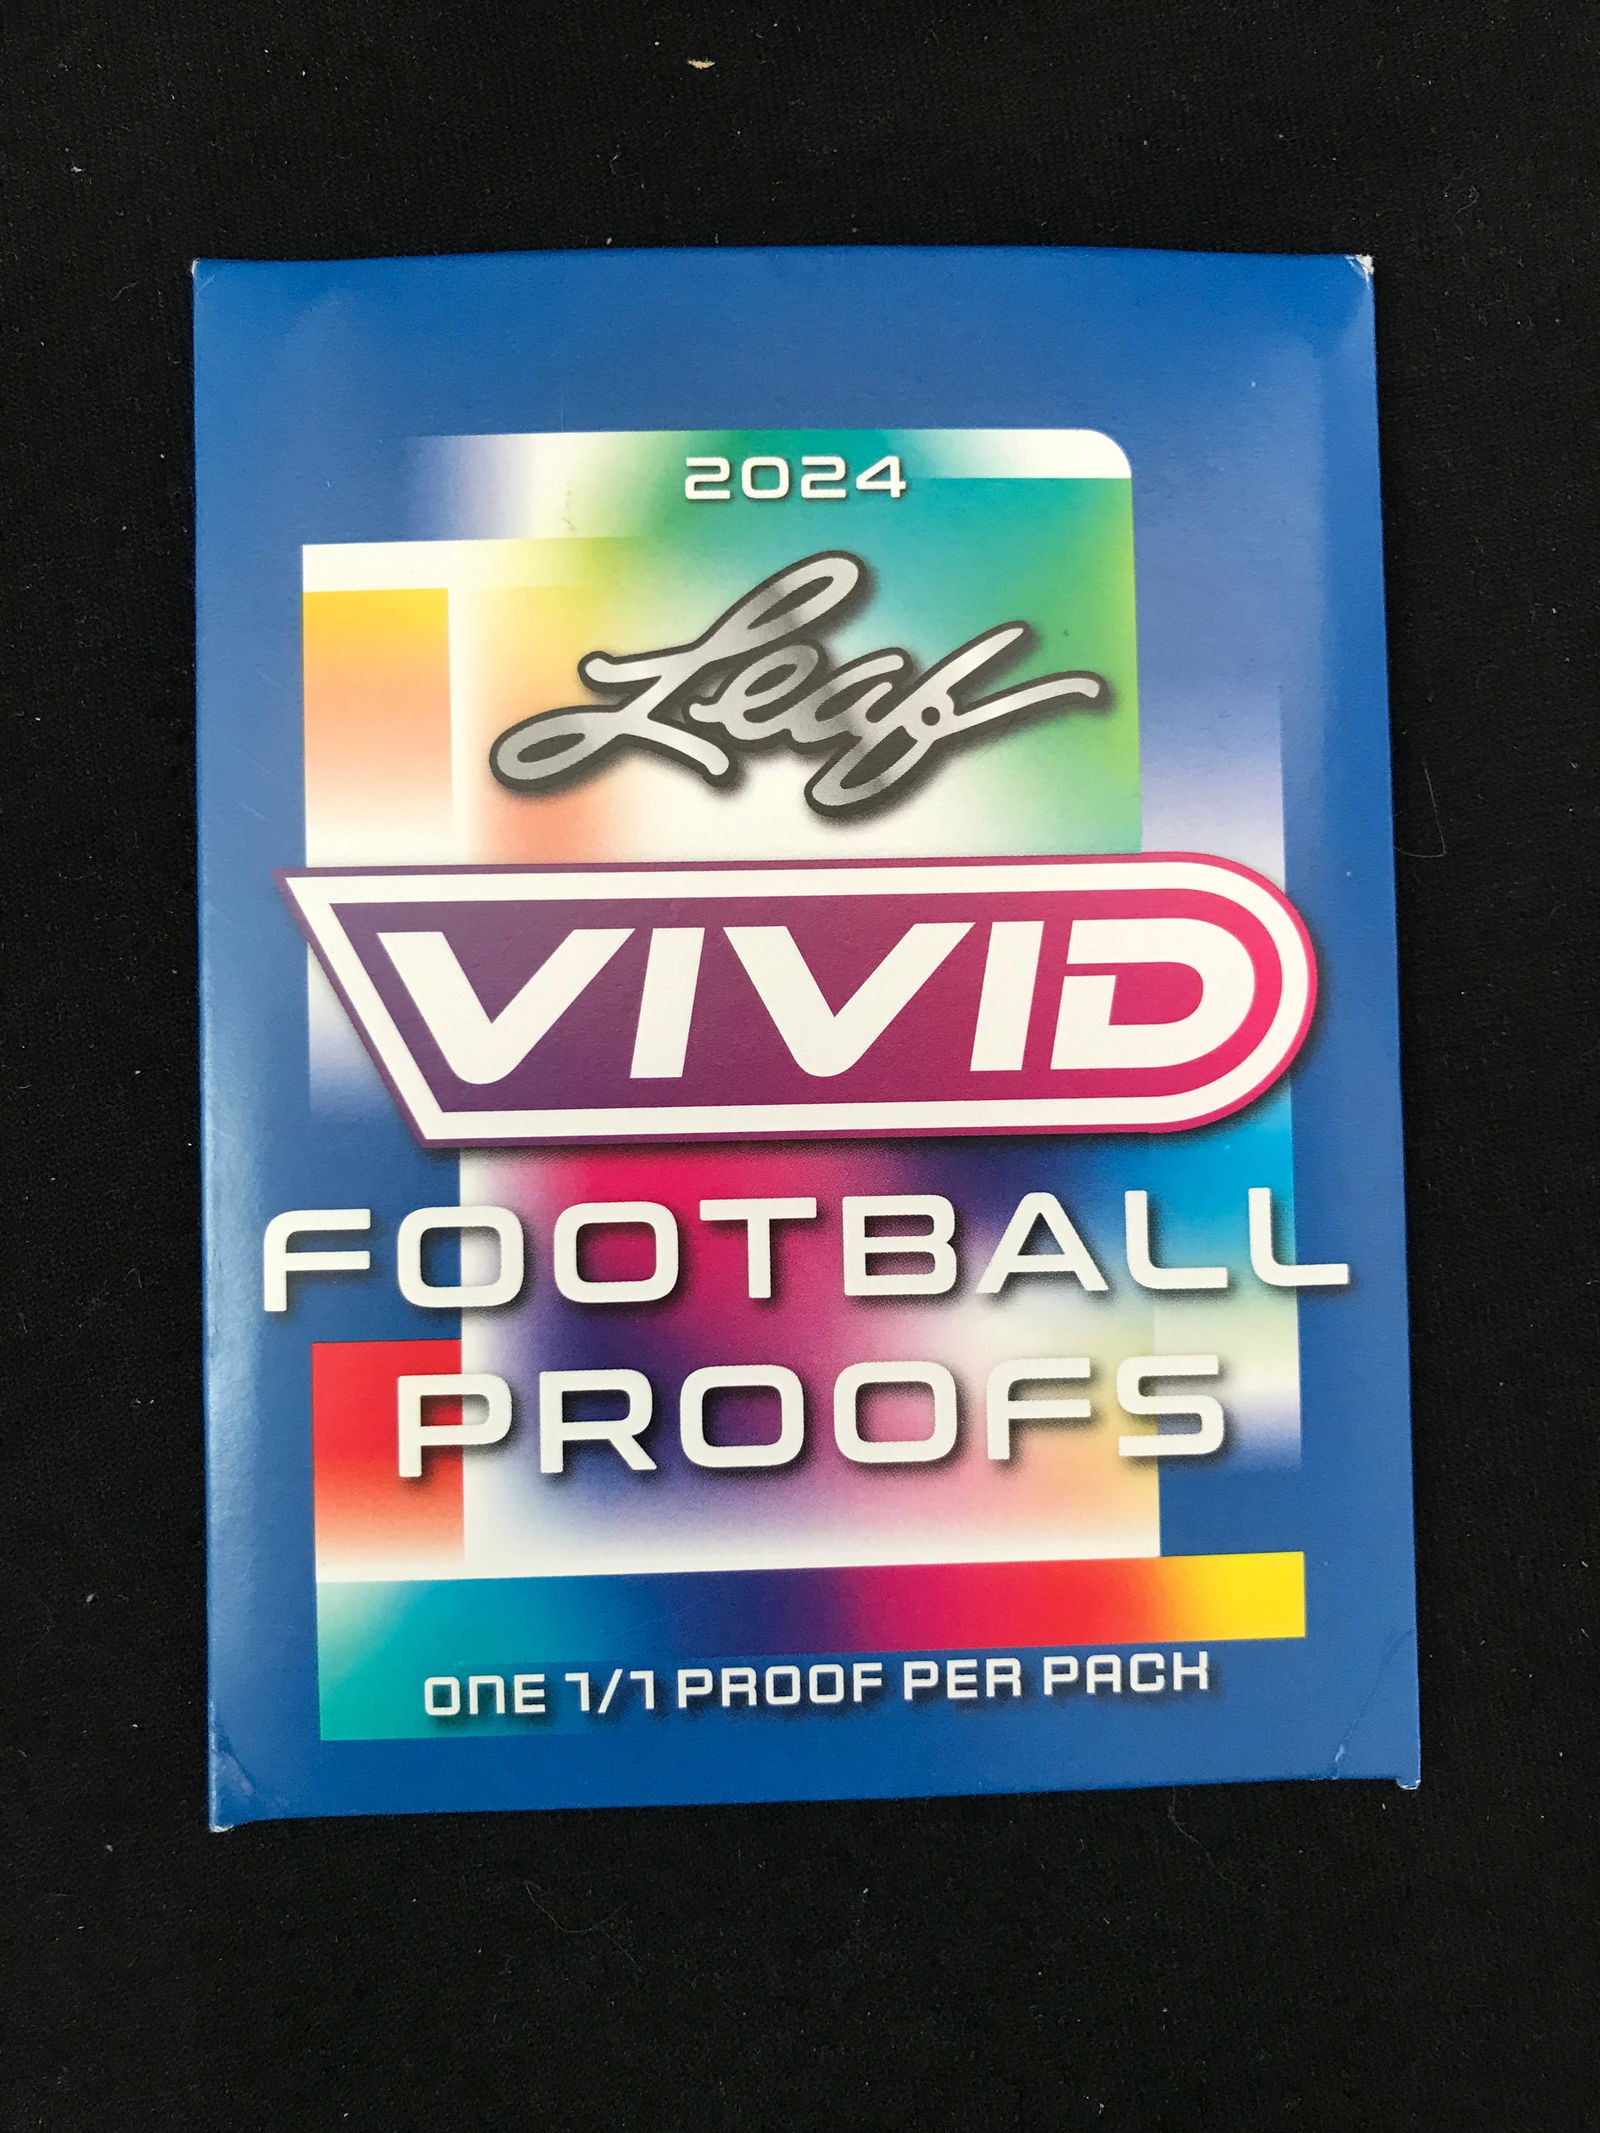 2024
Leaf
VIVID
FOOTBALL
PROOFS
ONE 1/1 PROOF PER PACK